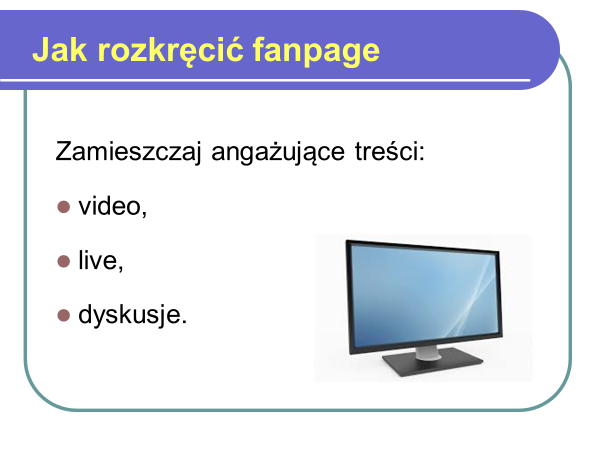 Jak rozkręcić fanpage
Zamieszczaj angażujące treści:
video,
live,
dyskusje.